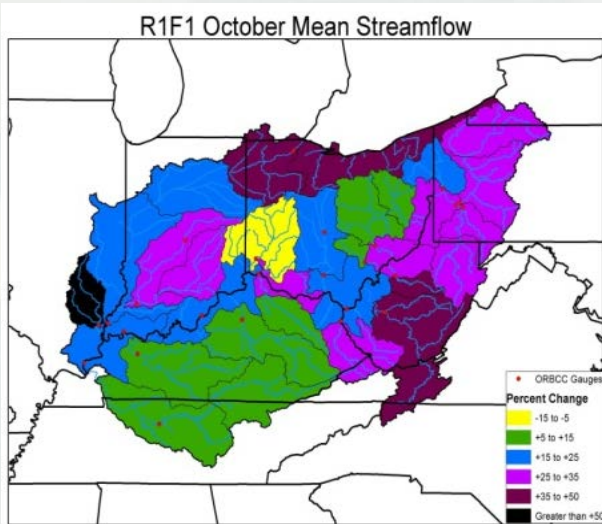 R1F1 October Mean Streamflow
ORBCC Gauges
Percent Change
-15 to -5
+5 to +15
+15 to +25
+25 to +35
+35 to +50
Greater than +50